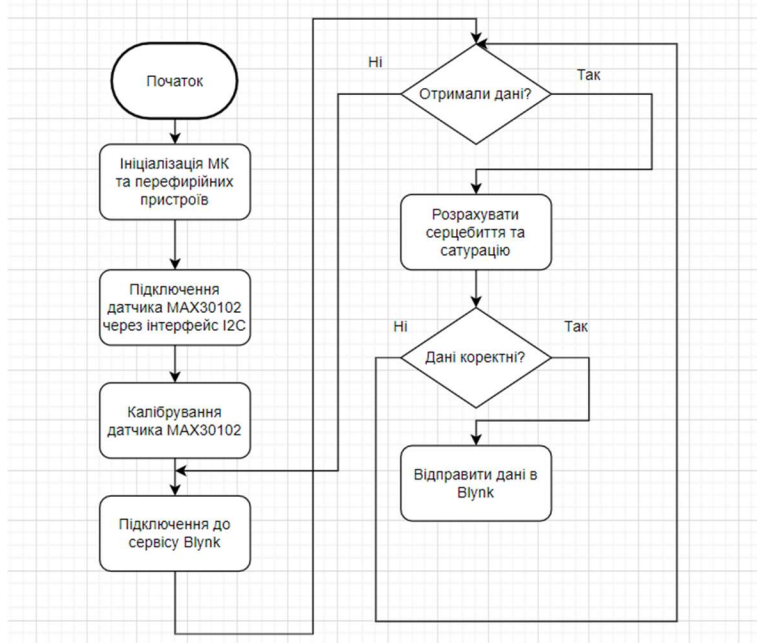 Початок
Ініціалізація МК
та перефирійних
пристроїв
Підключення
датчика MAX30102
через інтерфейс I2C
Калібрування
датчика MAX30102
Підключення до
сервісу Blynk
Ні
Так
Отримали дані?
Розрахувати
серцебиття та
сатурацію
Ні
Так
Дані коректні?
Відправити дані в
Blynk